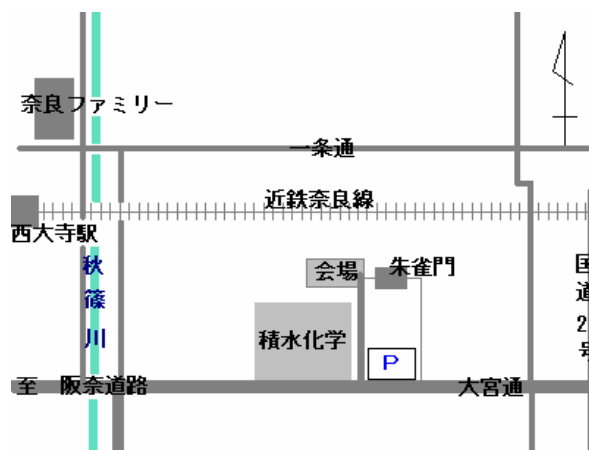 奈良ファミリー
一条通
近鉄奈良線
西大寺駅
秋篠川
会場
朱雀門
国道2号
積水化学
P
至 阪奈道路
大宮通